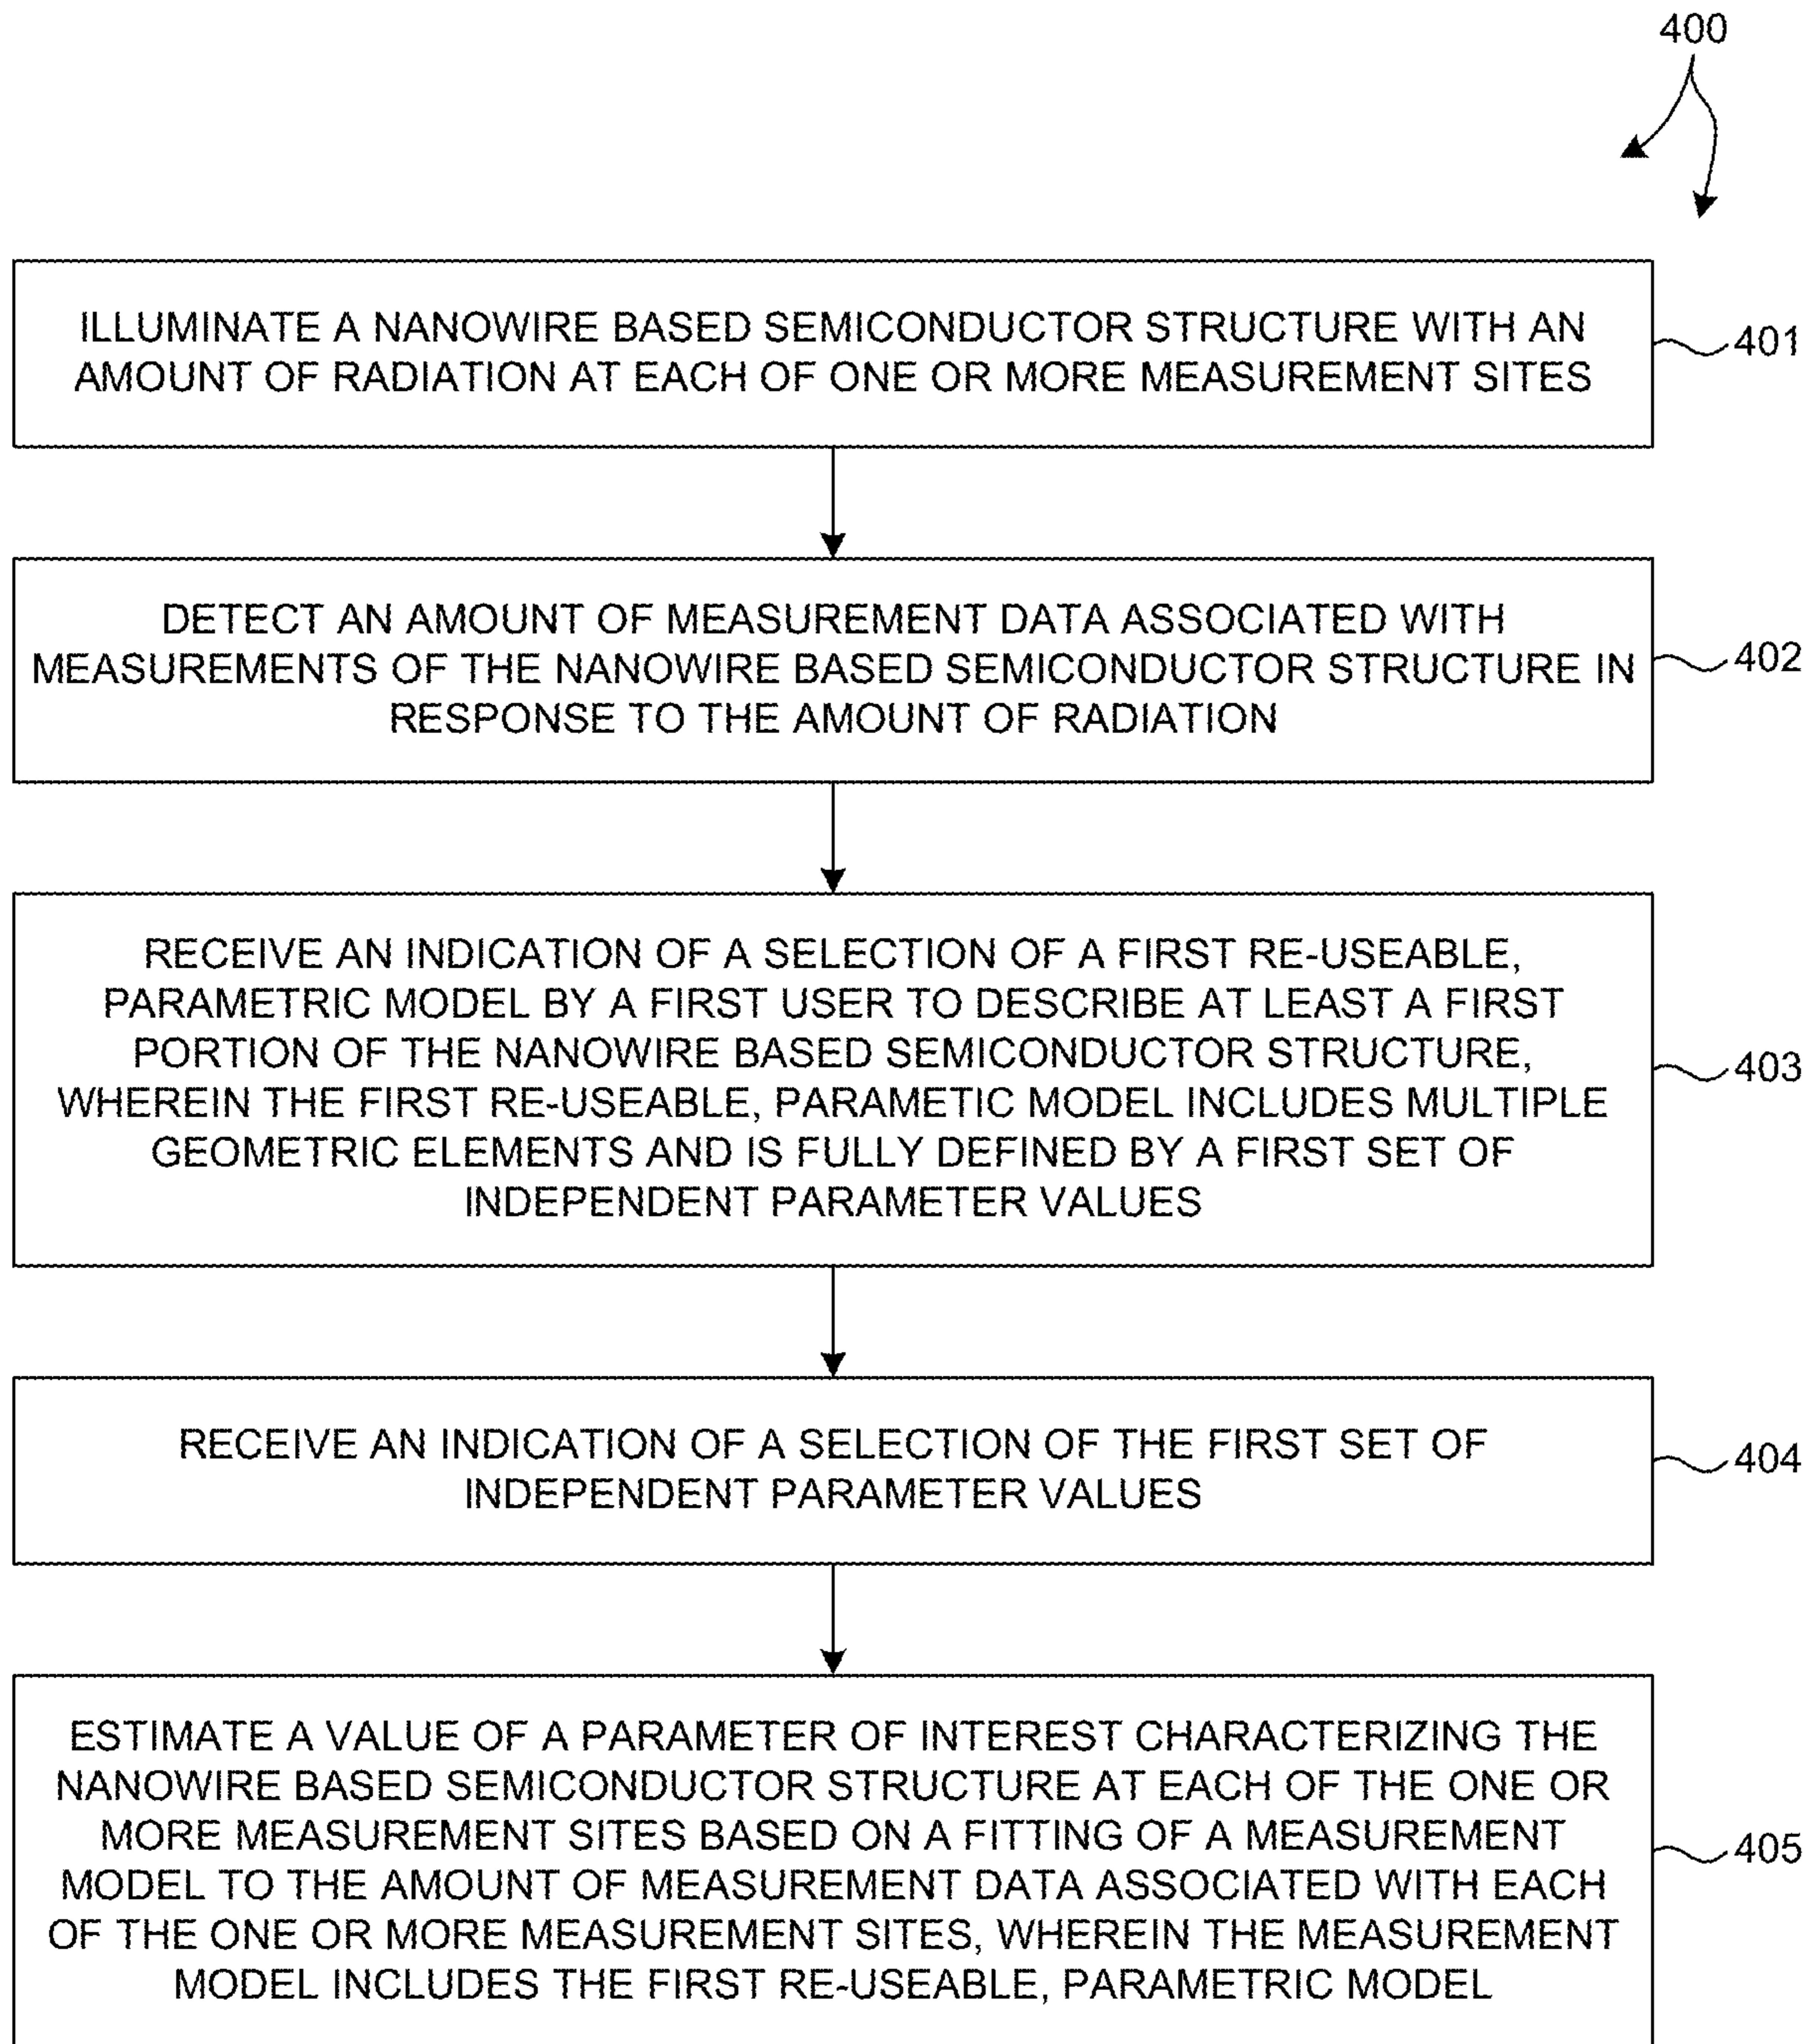 400
ILLUMINATE A NANOWIRE BASED SEMICONDUCTOR STRUCTURE WITH AN
AMOUNT OF RADIATION AT EACH OF ONE OR MORE MEASUREMENT SITES
401
DETECT AN AMOUNT OF MEASUREMENT DATA ASSOCIATED WITH
MEASUREMENTS OF THE NANOWIRE BASED SEMICONDUCTOR STRUCTURE IN
RESPONSE TO THE AMOUNT OF RADIATION
402
RECEIVE AN INDICATION OF A SELECTION OF A FIRST RE-USEABLE,
PARAMETRIC MODEL BY A FIRST USER TO DESCRIBE AT LEAST A FIRST
PORTION OF THE NANOWIRE BASED SEMICONDUCTOR STRUCTURE,
WHEREIN THE FIRST RE-USEABLE, PARAMETIC MODEL INCLUDES MULTIPLE
GEOMETRIC ELEMENTS AND IS FULLY DEFINED BY A FIRST SET OF
INDEPENDENT PARAMETER VALUES
403
RECEIVE AN INDICATION OF A SELECTION OF THE FIRST SET OF
INDEPENDENT PARAMETER VALUES
404
ESTIMATE A VALUE OF A PARAMETER OF INTEREST CHARACTERIZING THE
NANOWIRE BASED SEMICONDUCTOR STRUCTURE AT EACH OF THE ONE OR
MORE MEASUREMENT SITES BASED ON A FITTING OF A MEASUREMENT
MODEL TO THE AMOUNT OF MEASUREMENT DATA ASSOCIATED WITH EACH
OF THE ONE OR MORE MEASUREMENT SITES, WHEREIN THE MEASUREMENT
MODEL INCLUDES THE FIRST RE-USEABLE, PARAMETRIC MODEL
405